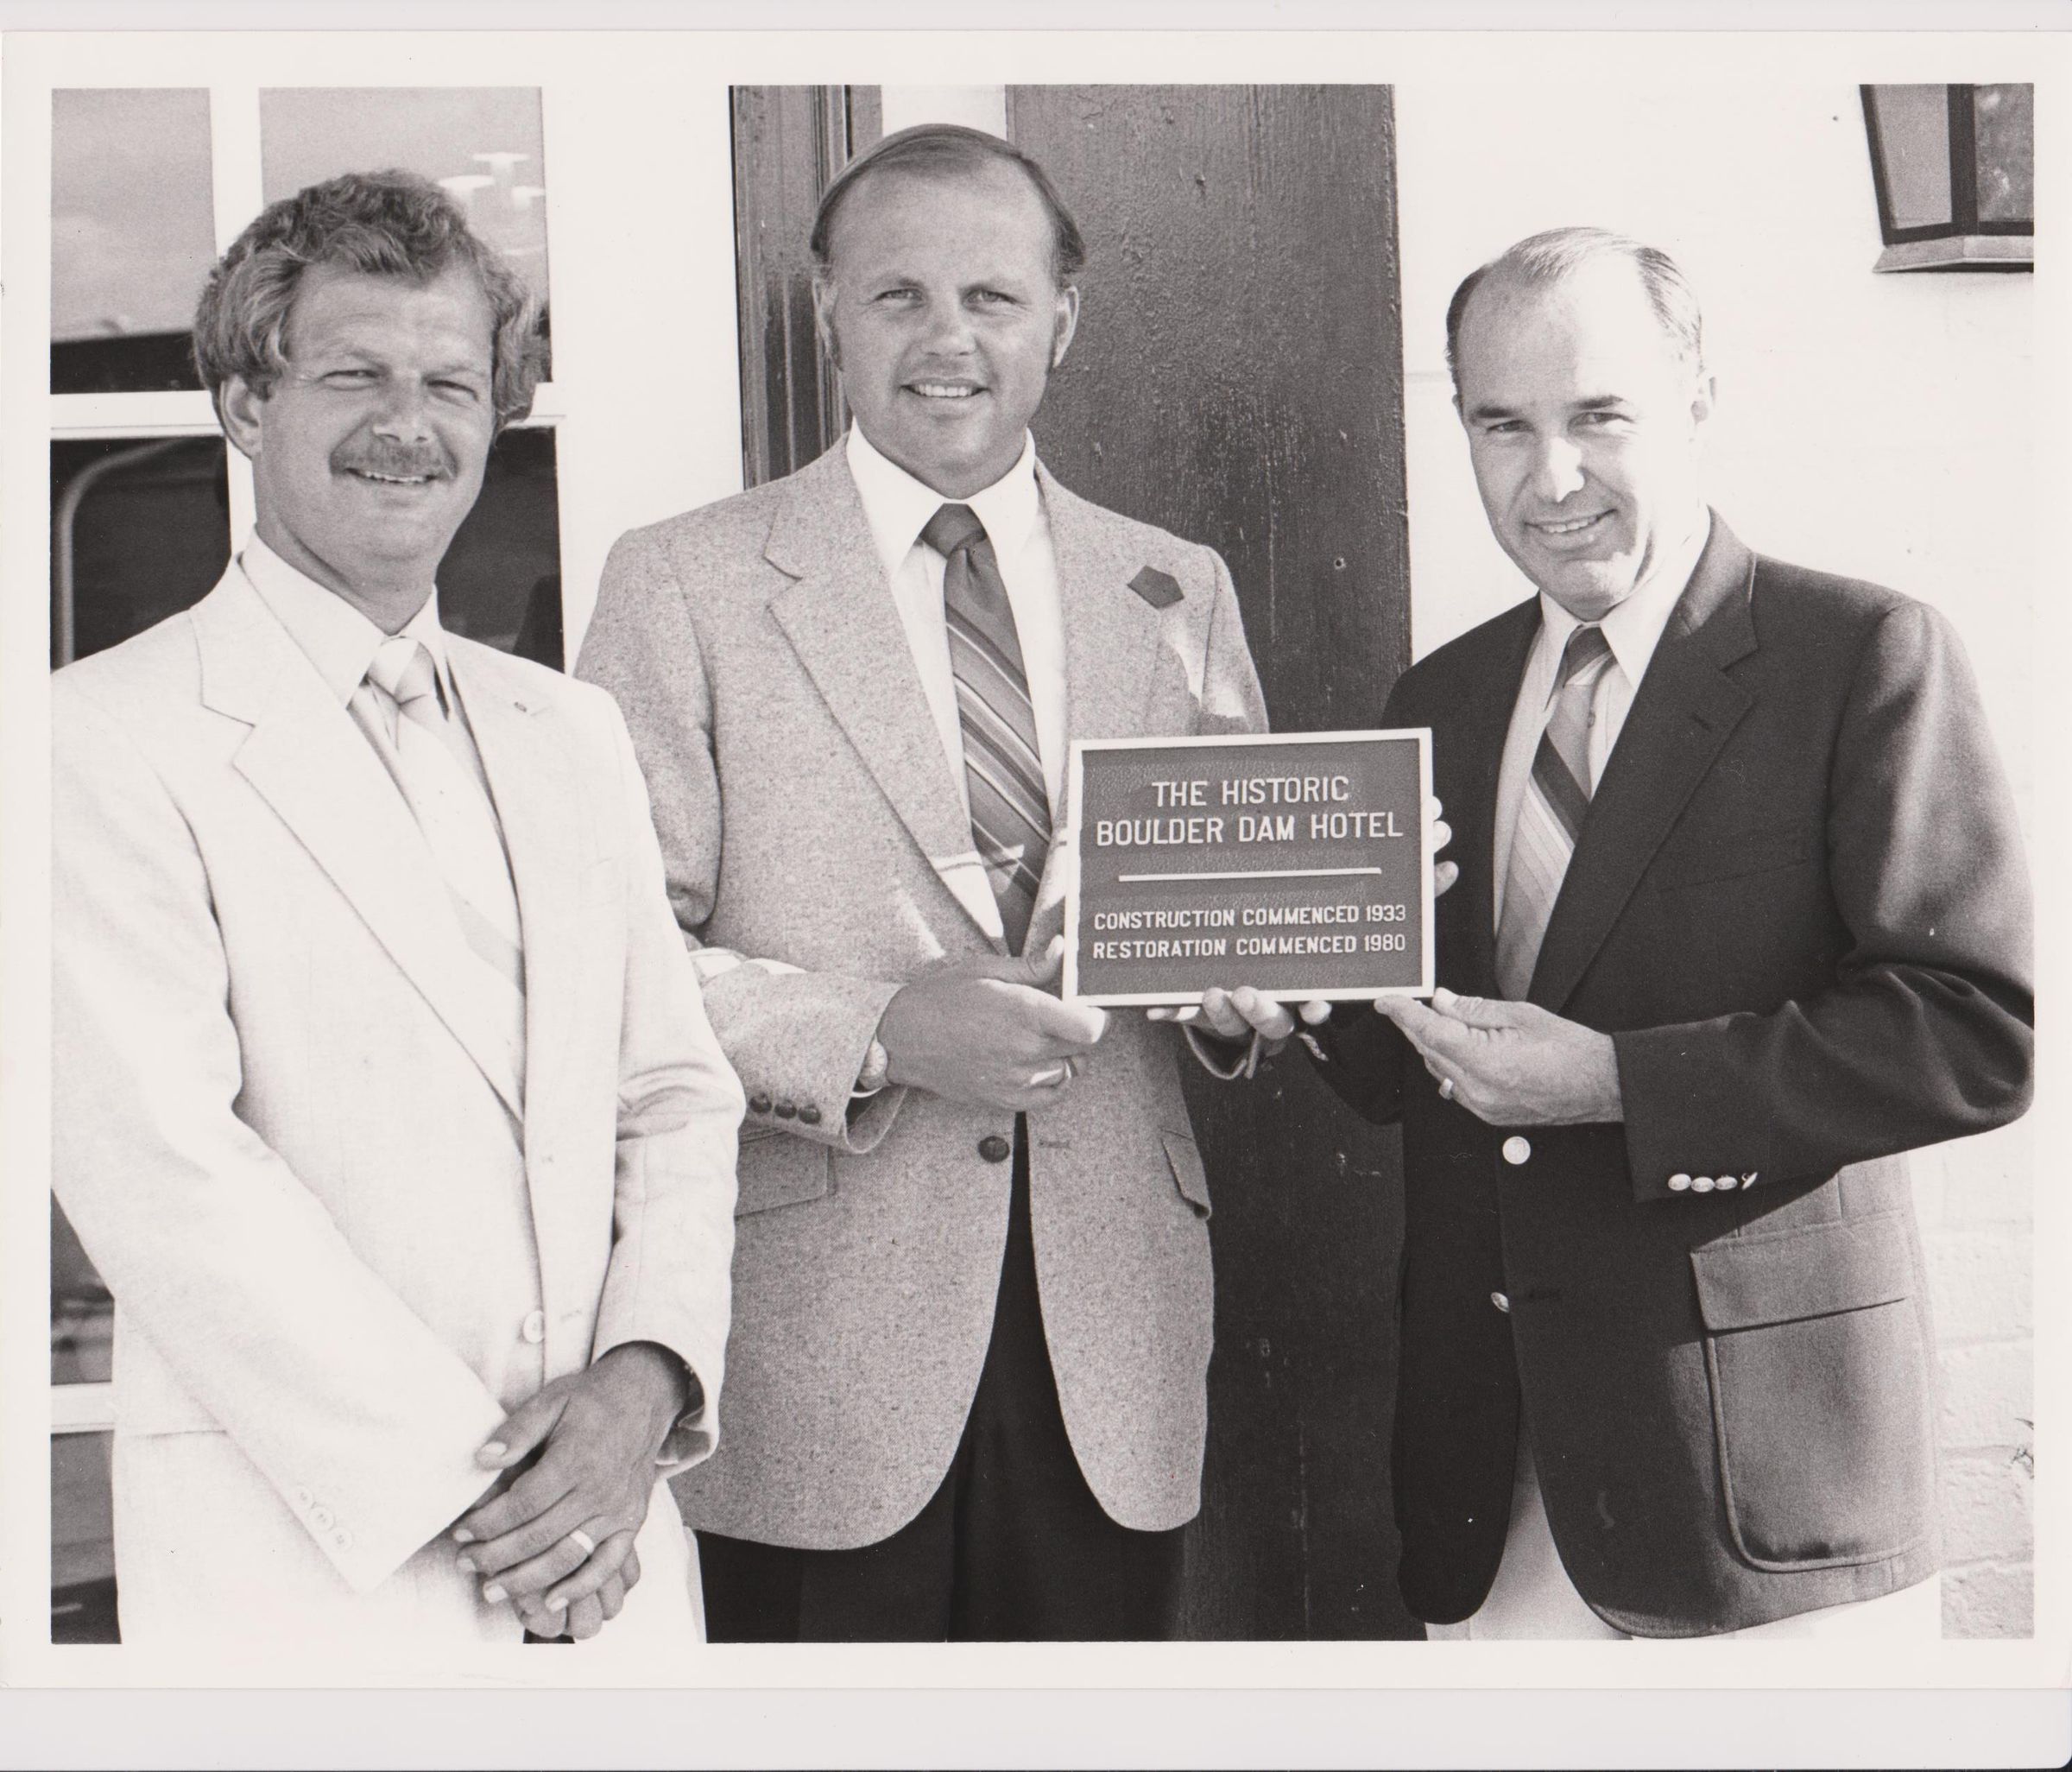 THE HISTORIC
BOULDER DAM HOTEL
CONSTRUCTION COMMENCED 1933
RESTORATION COMMENCED 1980